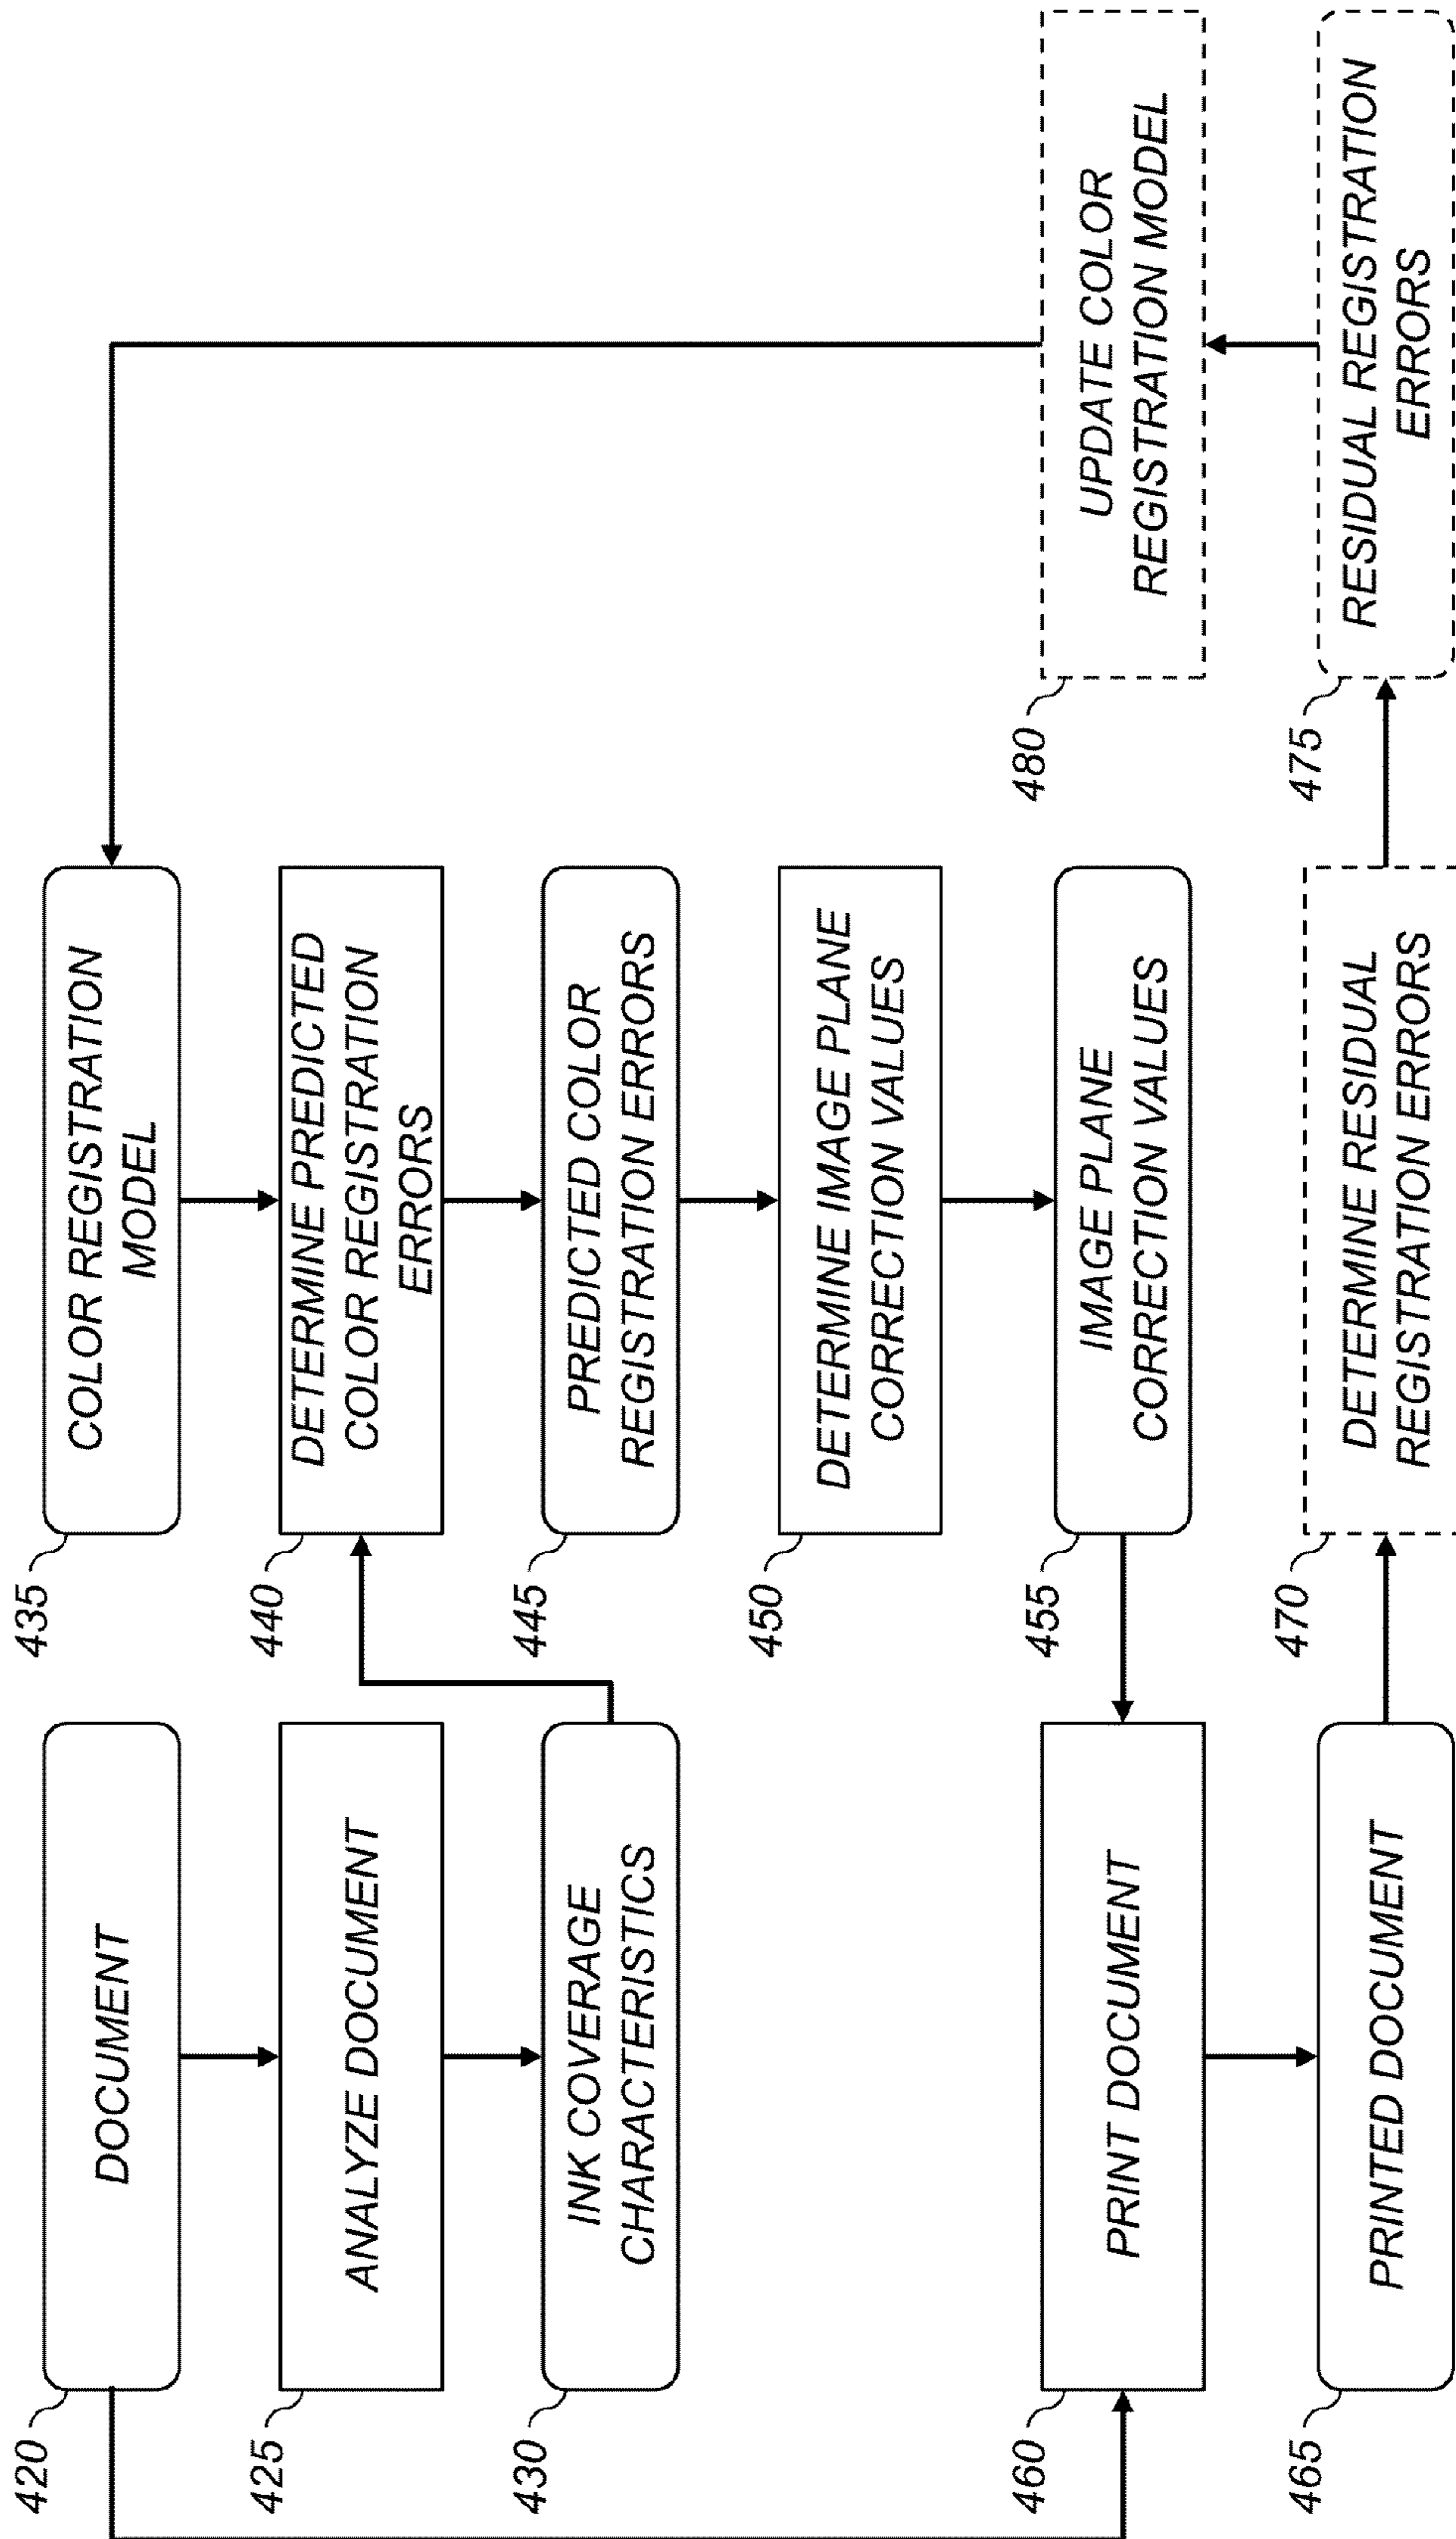 420
DOCUMENT
425
ANALYZE DOCUMENT
430
INK COVERAGE
CHARACTERISTICS
435
COLOR REGISTRATION
MODEL
440
DETERMINE PREDICTED
COLOR REGISTRATION
ERRORS
445
PREDICTED COLOR
REGISTRATION ERRORS
450
DETERMINE IMAGE PLANE
CORRECTION VALUES
455
IMAGE PLANE
CORRECTION VALUES
460
PRINT DOCUMENT
465
PRINTED DOCUMENT
470
DETERMINE RESIDUAL
REGISTRATION ERRORS
475
RESIDUAL REGISTRATION
ERRORS
480
UPDATE COLOR
REGISTRATION MODEL